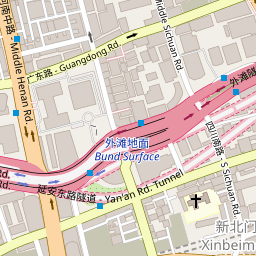 河南中路 - Middle Henan Rd.
广东路 - Guangdong Rd.
Middle Sichuan Rd
外滩隧
外滩地面
Bund Surface
四川南路 - S Sichuan Rd.
延安东路隧道 - Yan'an Rd. Tunnel
Rd.
Rd.
新北门
Xinbeim